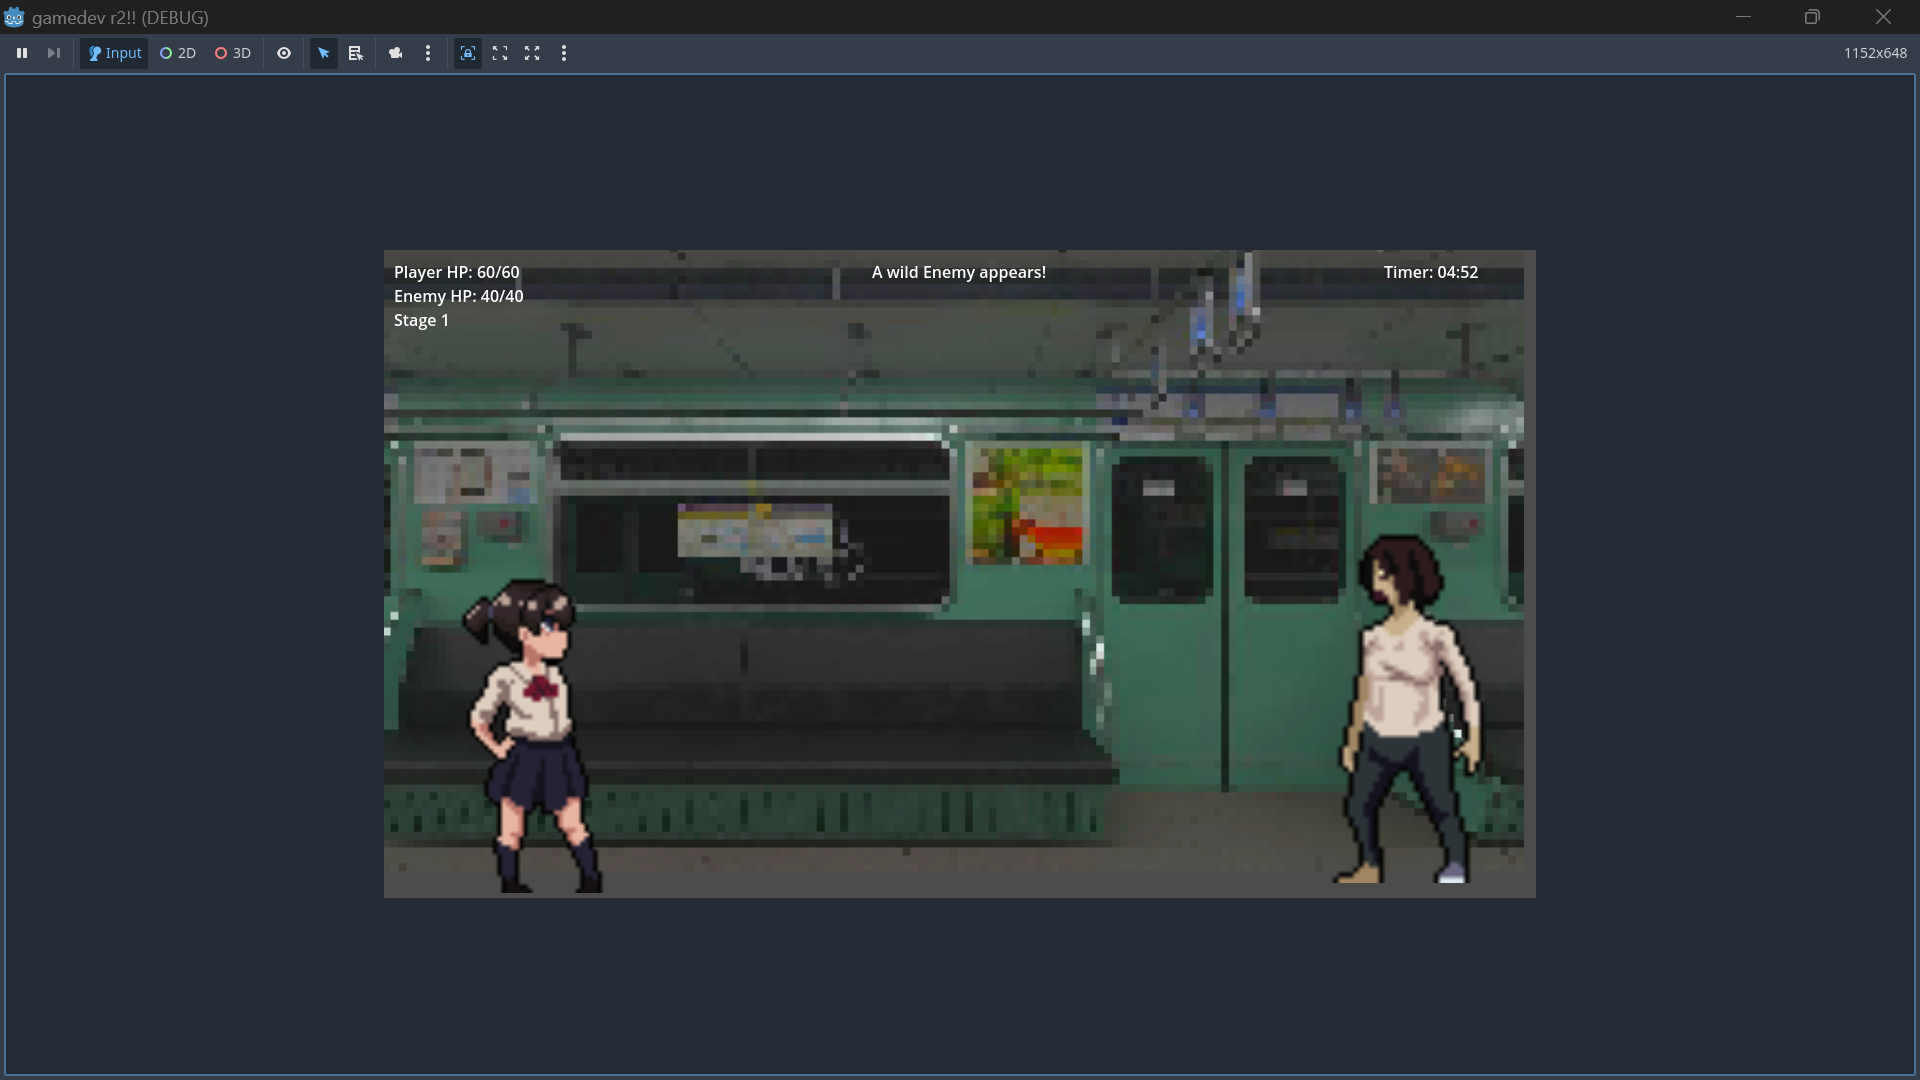 gamedev r2!! (DEBUG)
Input 2D 3D 1152x648
Player HP: 60/60 A wild Enemy appears! Timer: 04:52
Enemy HP: 40/40
Stage 1